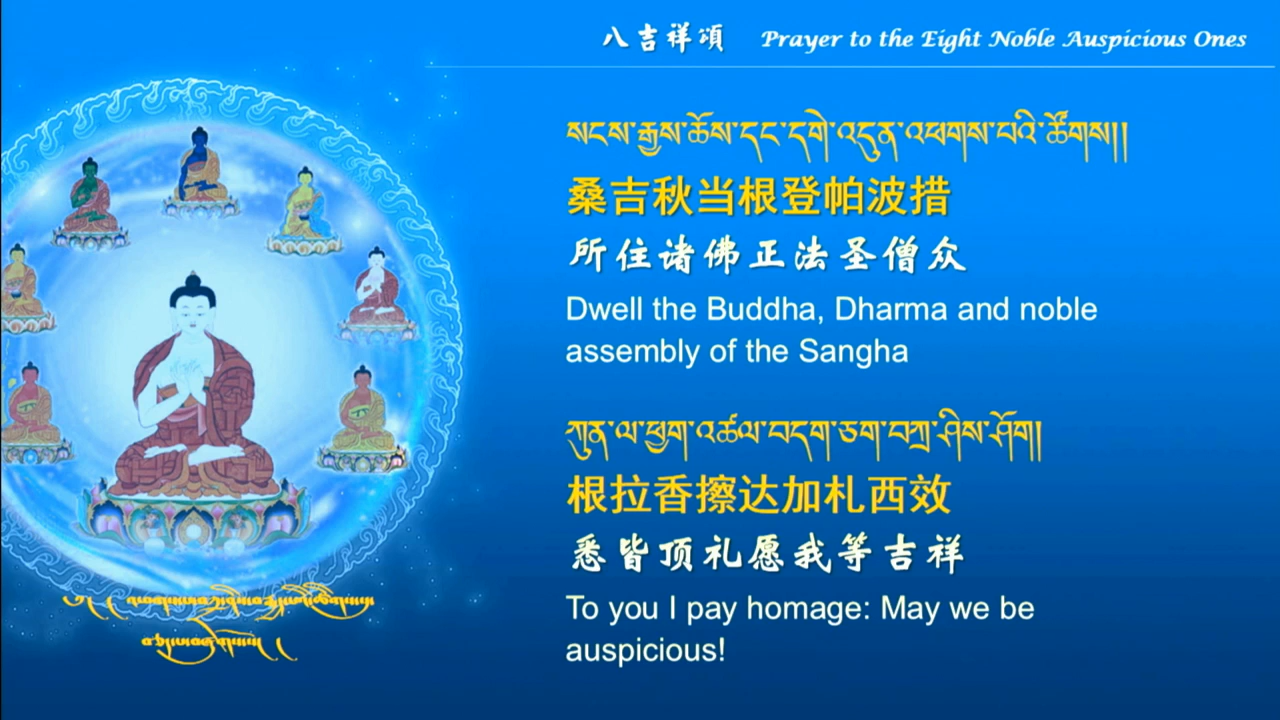 八吉祥頌 Prayer to the Eight Noble Auspicious Ones
སངས་རྒྱས་ཆོས་དང་དགེ་འདུན་འཕགས་པའི་ཚོགས།།
桑吉秋当根登帕波措
所住诸佛正法圣僧众
Dwell the Buddha, Dharma and noble
assembly of the Sangha
ཀུན་ལ་ཕྱག་འཚལ་བདག་ཅག་བཀྲ་ཤིས་ཤོག།
根拉香擦达加札西效
悉皆顶礼愿我等吉祥
To you I pay homage: May we be
auspicious!